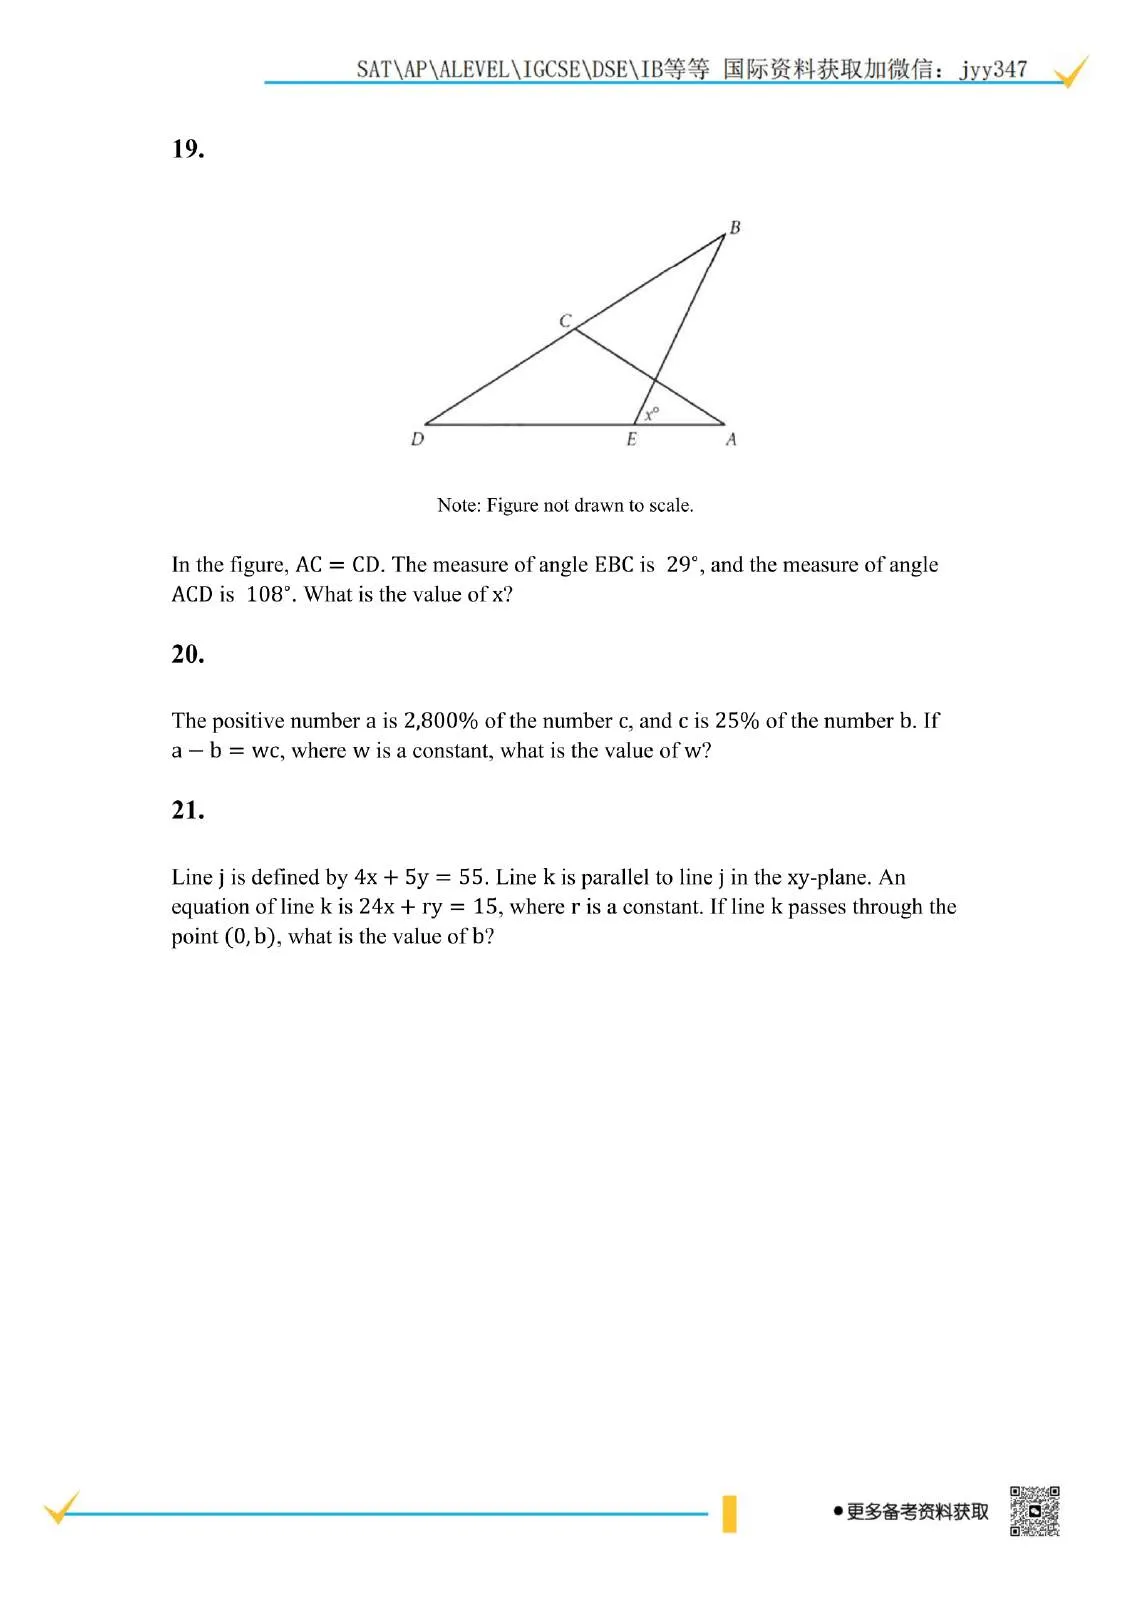 SAT\AP\ALEVEL\IGCSE\DSE\IB等等 国际资料获取加微信：jyy347
19.
B
C
x°
D
E
A
Note: Figure not drawn to scale.
In the figure, AC = CD. The measure of angle EBC is 29°, and the measure of angle
ACD is 108°. What is the value of x?
20.
The positive number a is 2,800% of the number c, and c is 25% of the number b. If
a − b = wc, where w is a constant, what is the value of w?
21.
Line j is defined by 4x + 5y = 55. Line k is parallel to line j in the xy-plane. An
equation of line k is 24x + ry = 15, where r is a constant. If line k passes through the
point (0, b), what is the value of b?
●更多备考资料获取